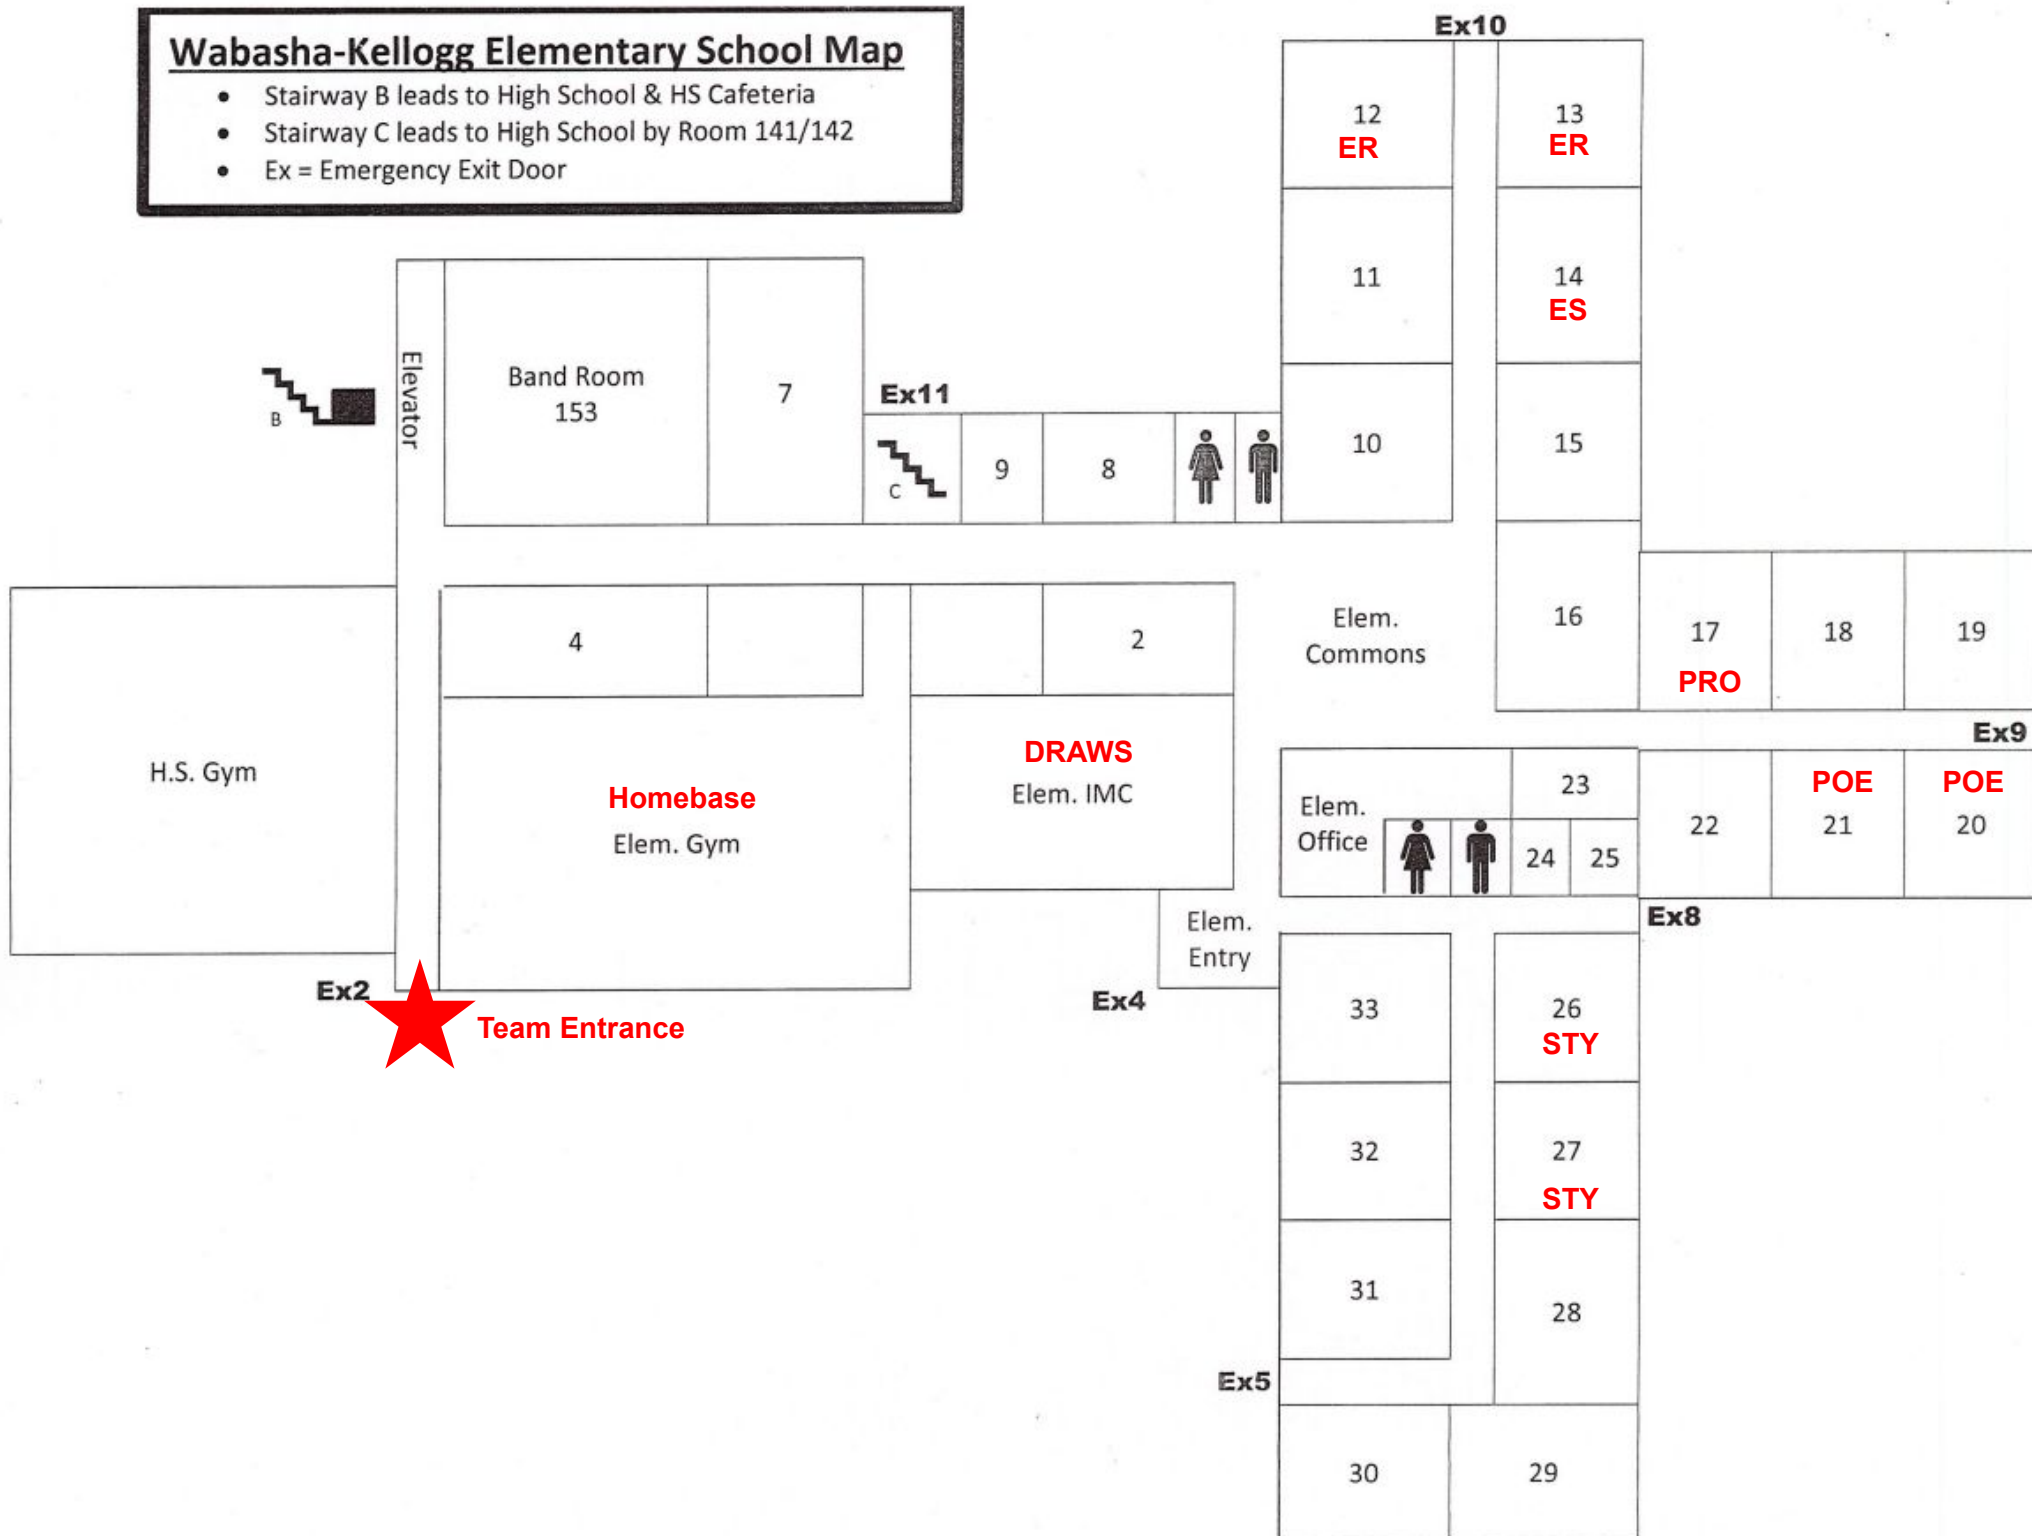 Wabasha-Kellogg Elementary School Map
• Stairway B leads to High School & HS Cafeteria
• Stairway C leads to High School by Room 141/142
• Ex = Emergency Exit Door
Ex10
12
ER
13
ER
11
14
ES
10
15
Elevator
B
Band Room
153
7
Ex11
C
9
8
16
4
2
Elem.
Commons
17
PRO
18
19
Ex9
H.S. Gym
Homebase
Elem. Gym
DRAWS
Elem. IMC
Elem.
Office
23
24
25
22
POE
21
POE
20
Ex8
Elem.
Entry
Ex2
Team Entrance
Ex4
33
26
STY
32
27
STY
31
28
Ex5
30
29